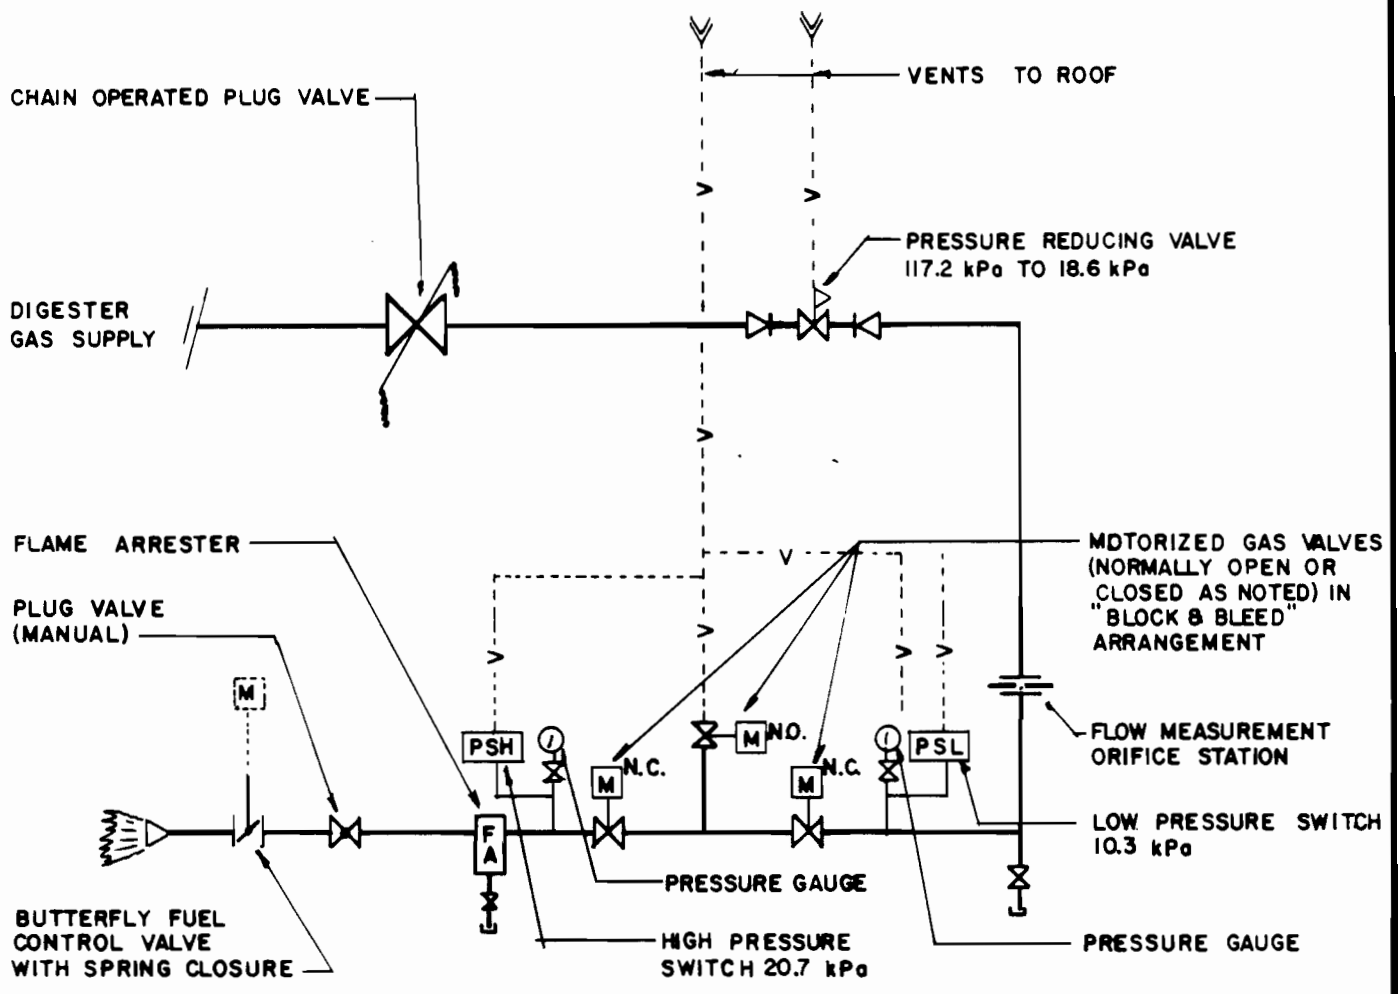 VENTS TO ROOF
CHAIN OPERATED PLUG VALVE
V
V
PRESSURE REDUCING VALVE
117.2 kPa TO 18.6 kPa
DIGESTER
GAS SUPPLY
V
FLAME ARRESTER
MOTORIZED GAS VALVES
(NORMALLY OPEN OR
CLOSED AS NOTED) IN
"BLOCK & BLEED"
ARRANGEMENT
V
PLUG VALVE
(MANUAL)
V
V
V
V
M
PSH
I
M
N.O.
I
PSL
FLOW MEASUREMENT
ORIFICE STATION
M
N.C.
M
N.C.
F
A
LOW PRESSURE SWITCH
10.3 kPa
PRESSURE GAUGE
BUTTERFLY FUEL
CONTROL VALVE
WITH SPRING CLOSURE
HIGH PRESSURE
SWITCH 20.7 kPa
PRESSURE GAUGE